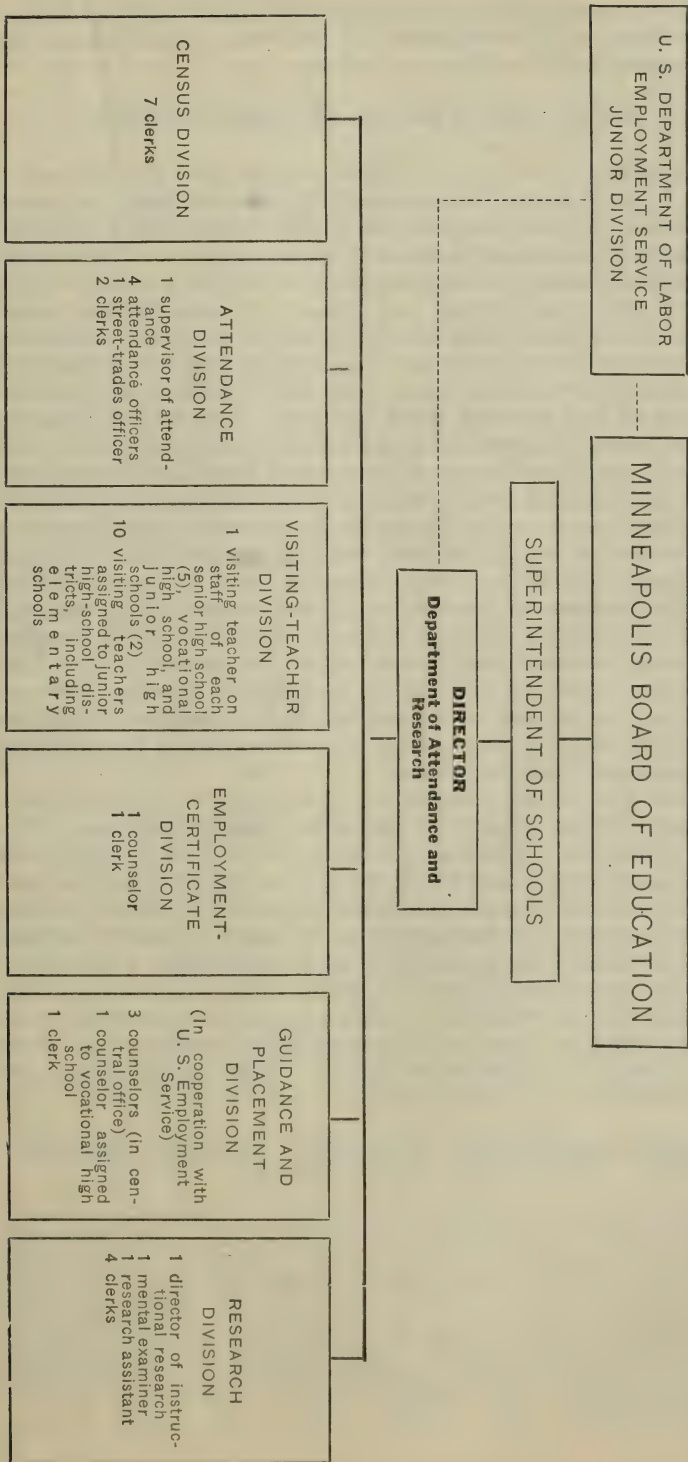 U. S. DEPARTMENT OF LABOR
EMPLOYMENT SERVICE
JUNIOR DIVISION
MINNEAPOLIS BOARD OF EDUCATION
SUPERINTENDENT OF SCHOOLS
DIRECTOR
Department of Attendance and
Research
CENSUS DIVISION
7 clerks
ATTENDANCE
DIVISION
1 supervisor of attend-
ance
4 attendance officers
1 street-trades officer
2 clerks
VISITING-TEACHER
DIVISION
1 visiting teacher on
staff of each
senior high school
(5), vocational
high school, and
junior high
schools (2)
10 visiting teachers
assigned to junior
high-school dis-
tricts, including
elementary
schools
EMPLOYMENT-
CERTIFICATE
DIVISION
1 counselor
1 clerk
GUIDANCE AND
PLACEMENT
DIVISION
(In cooperation with
U. S. Employment
Service)
3 counselors (in cen-
tral office)
1 counselor assigned
to vocational high
school
1 clerk
RESEARCH
DIVISION
1 director of instruc-
tional research
1 mental examiner
1 research assistant
4 clerks